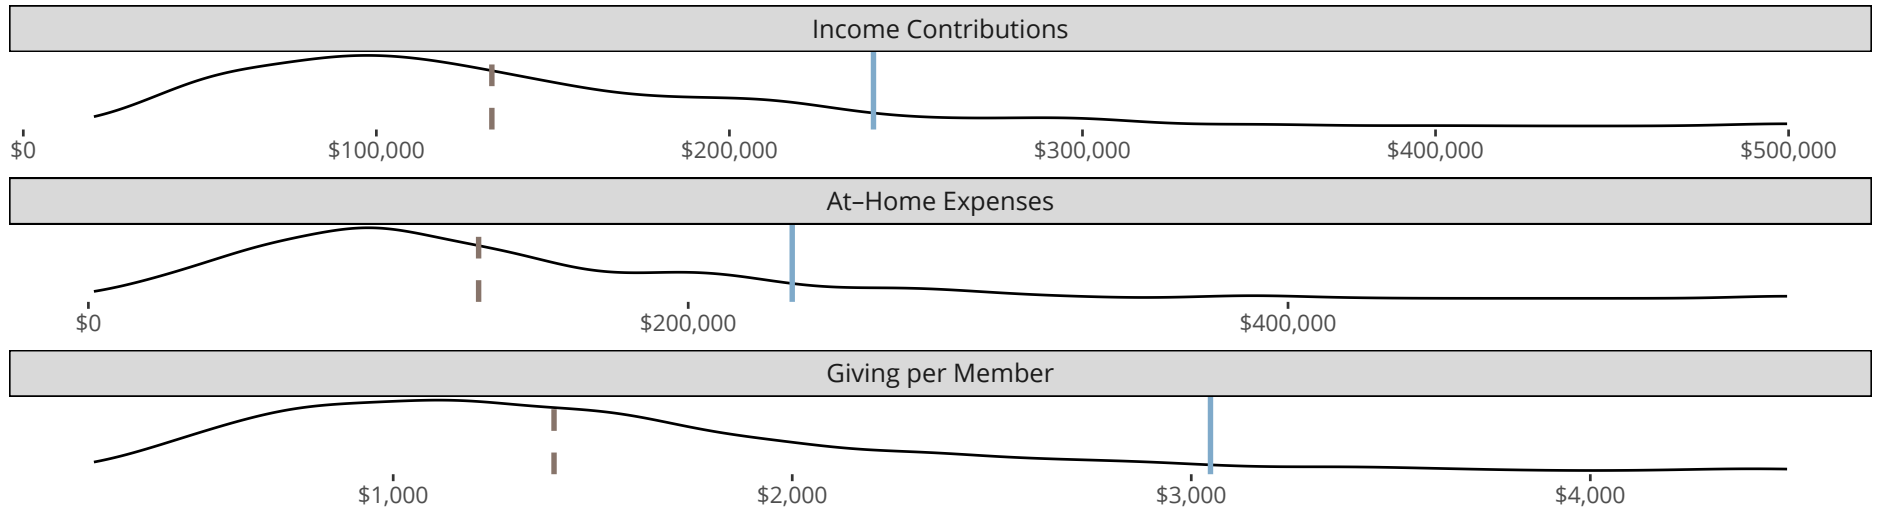 Income Contributions
$0 $100,000 $200,000 $300,000 $400,000 $500,000
At–Home Expenses
$0 $200,000 $400,000
Giving per Member
$1,000 $2,000 $3,000 $4,000